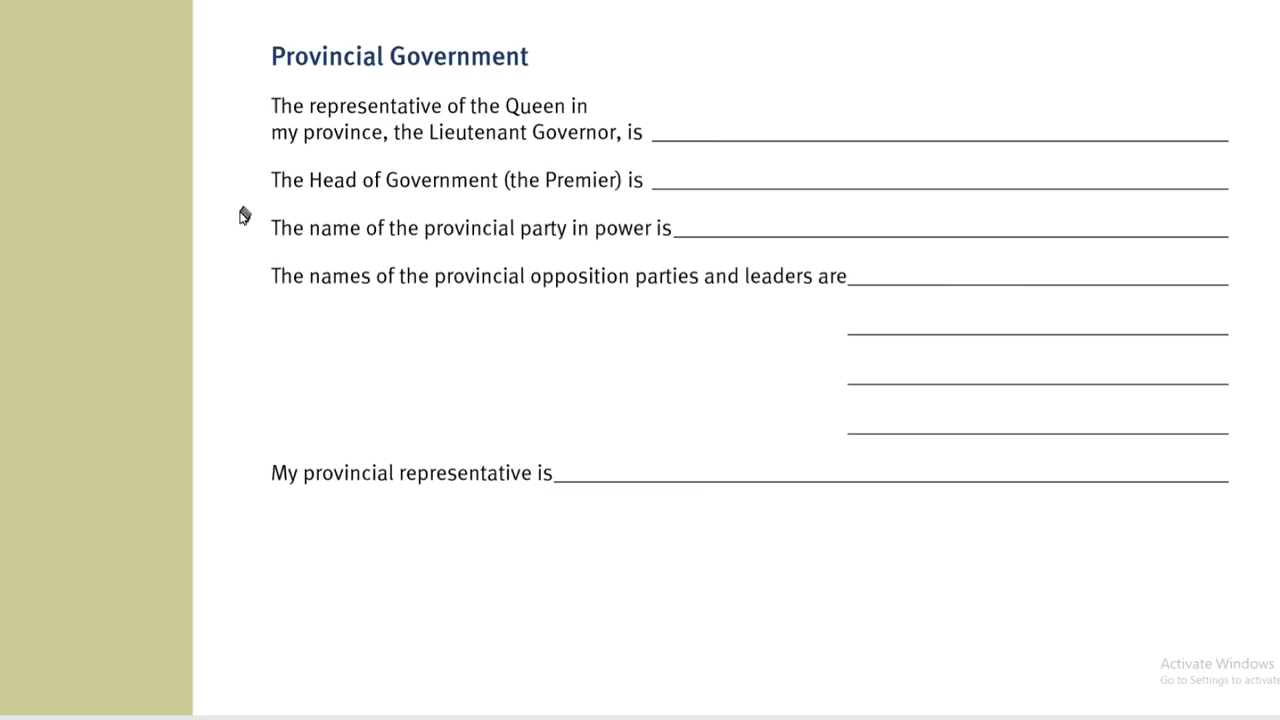 Provincial Government
The representative of the Queen in
my province, the Lieutenant Governor, is
The Head of Government (the Premier) is
The name of the provincial party in power is
The names of the provincial opposition parties and leaders are
My provincial representative is
Activate Windows
Go to Settings to activate